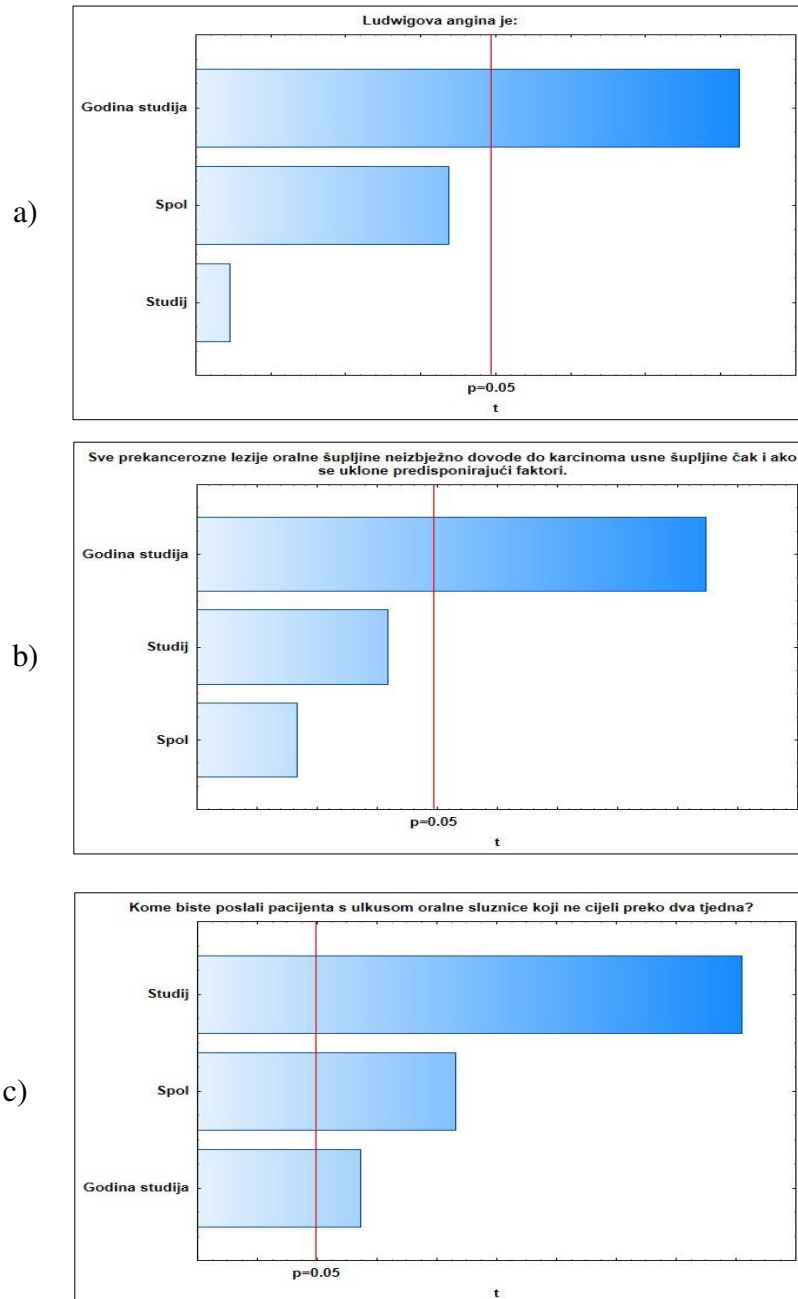 Ludwigova angina je:
Godina studija
Spol
a)
Studij
p=0.05
t
Sve prekancerozne lezije oralne šupljine neizbježno dovode do karcinoma usne šupljine čak i ako
se uklone predisponirajući faktori.
Godina studija
Studij
b)
Spol
p=0.05
t
Kome biste poslali pacijenta s ulkusom oralne sluznice koji ne cijeli preko dva tjedna?
Studij
Spol
c)
Godina studija
p=0.05
t